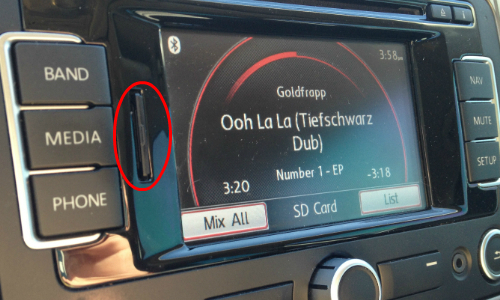 BAND
MEDIA
PHONE
3:58
Goldfrapp
Ooh La La (Tiefschwarz
Dub)
Number 1 - EP
3:20
-3:18
Mix All
SD Card
List
NAV
MUTE
SETUP